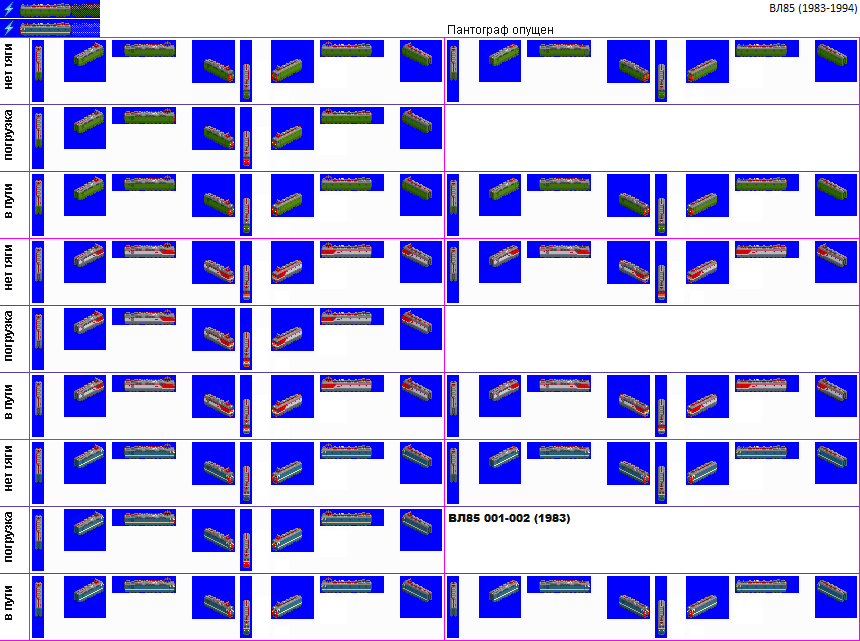 ВЛ85 (1983-1994)
Пантограф опущен
нет тяги
погрузка
в пути
нет тяги
погрузка
в пути
нет тяги
погрузка
ВЛ85 001-002 (1983)
в пути